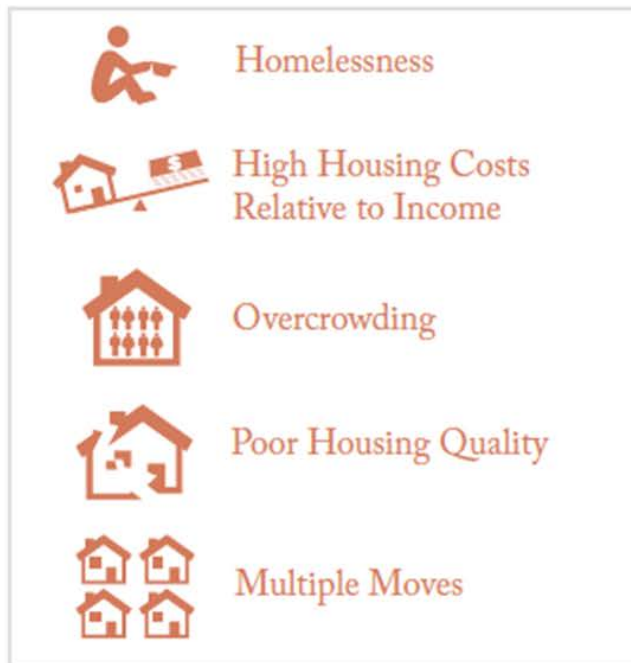 Homelessness
$
High Housing Costs
Relative to Income
Overcrowding
Poor Housing Quality
Multiple Moves